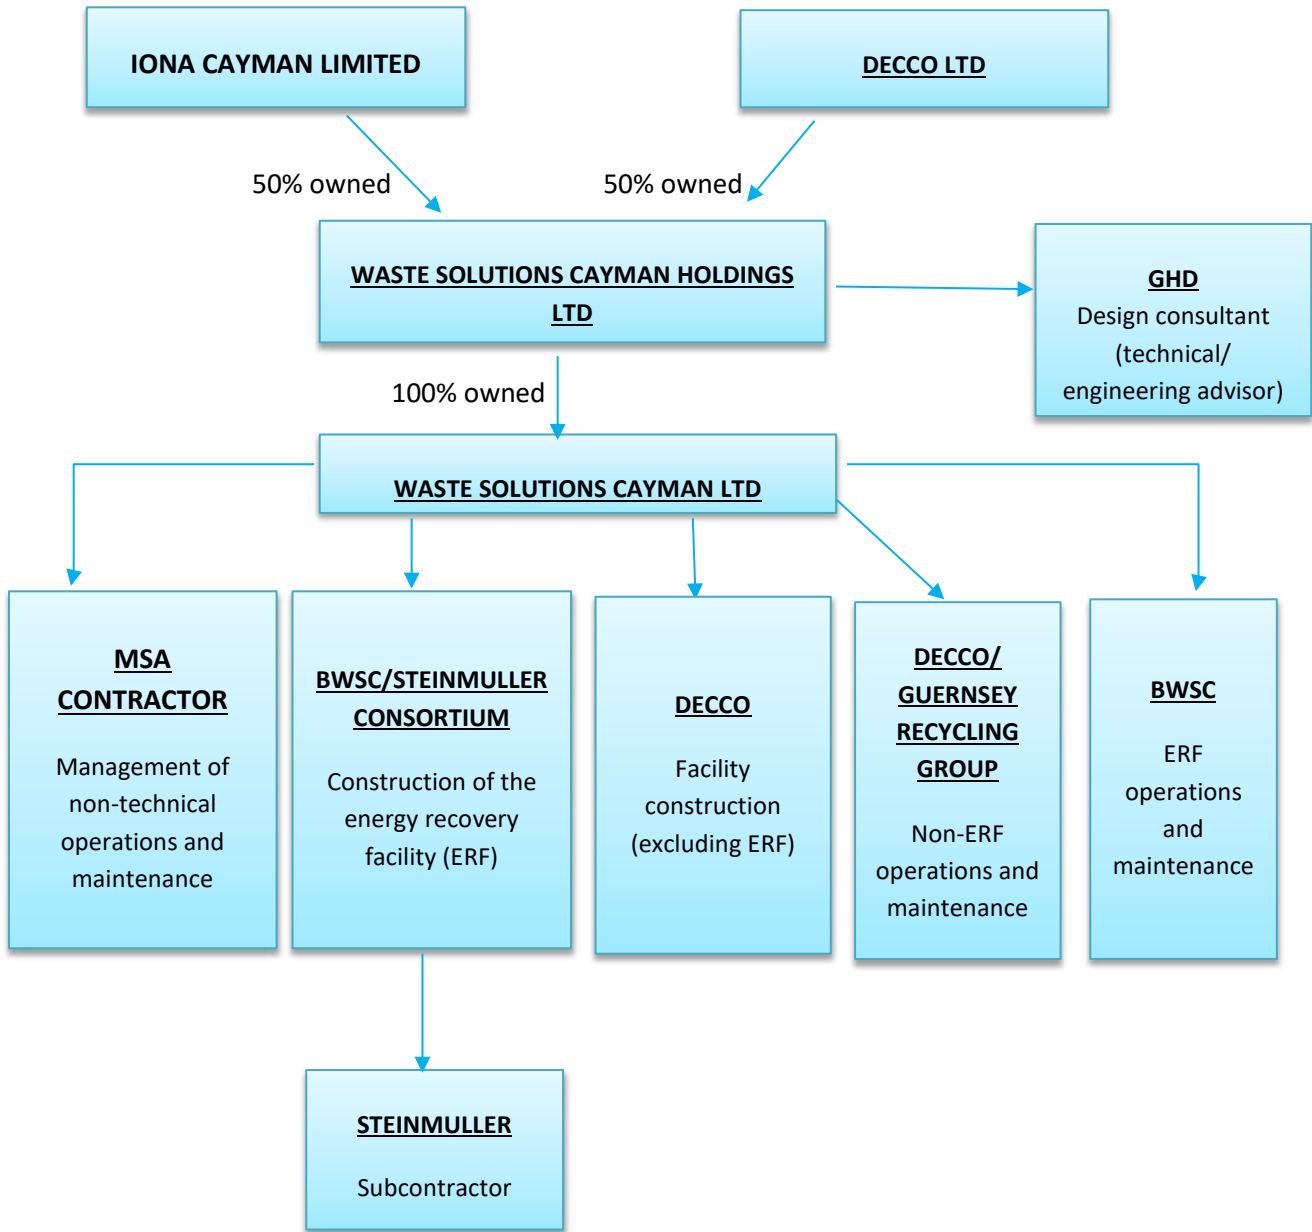 IONA CAYMAN LIMITED
DECCO LTD
50% owned
50% owned
WASTE SOLUTIONS CAYMAN HOLDINGS
LTD
GHD
Design consultant
(technical/
engineering advisor)
100% owned
WASTE SOLUTIONS CAYMAN LTD
MSA
CONTRACTOR
Management of
non-technical
operations and
maintenance
BWSC/STEINMULLER
CONSORTIUM
Construction of the
energy recovery
facility (ERF)
DECCO
Facility
construction
(excluding ERF)
DECCO/
GUERNSEY
RECYCLING
GROUP
Non-ERF
operations and
maintenance
BWSC
ERF
operations
and
maintenance
STEINMULLER
Subcontractor